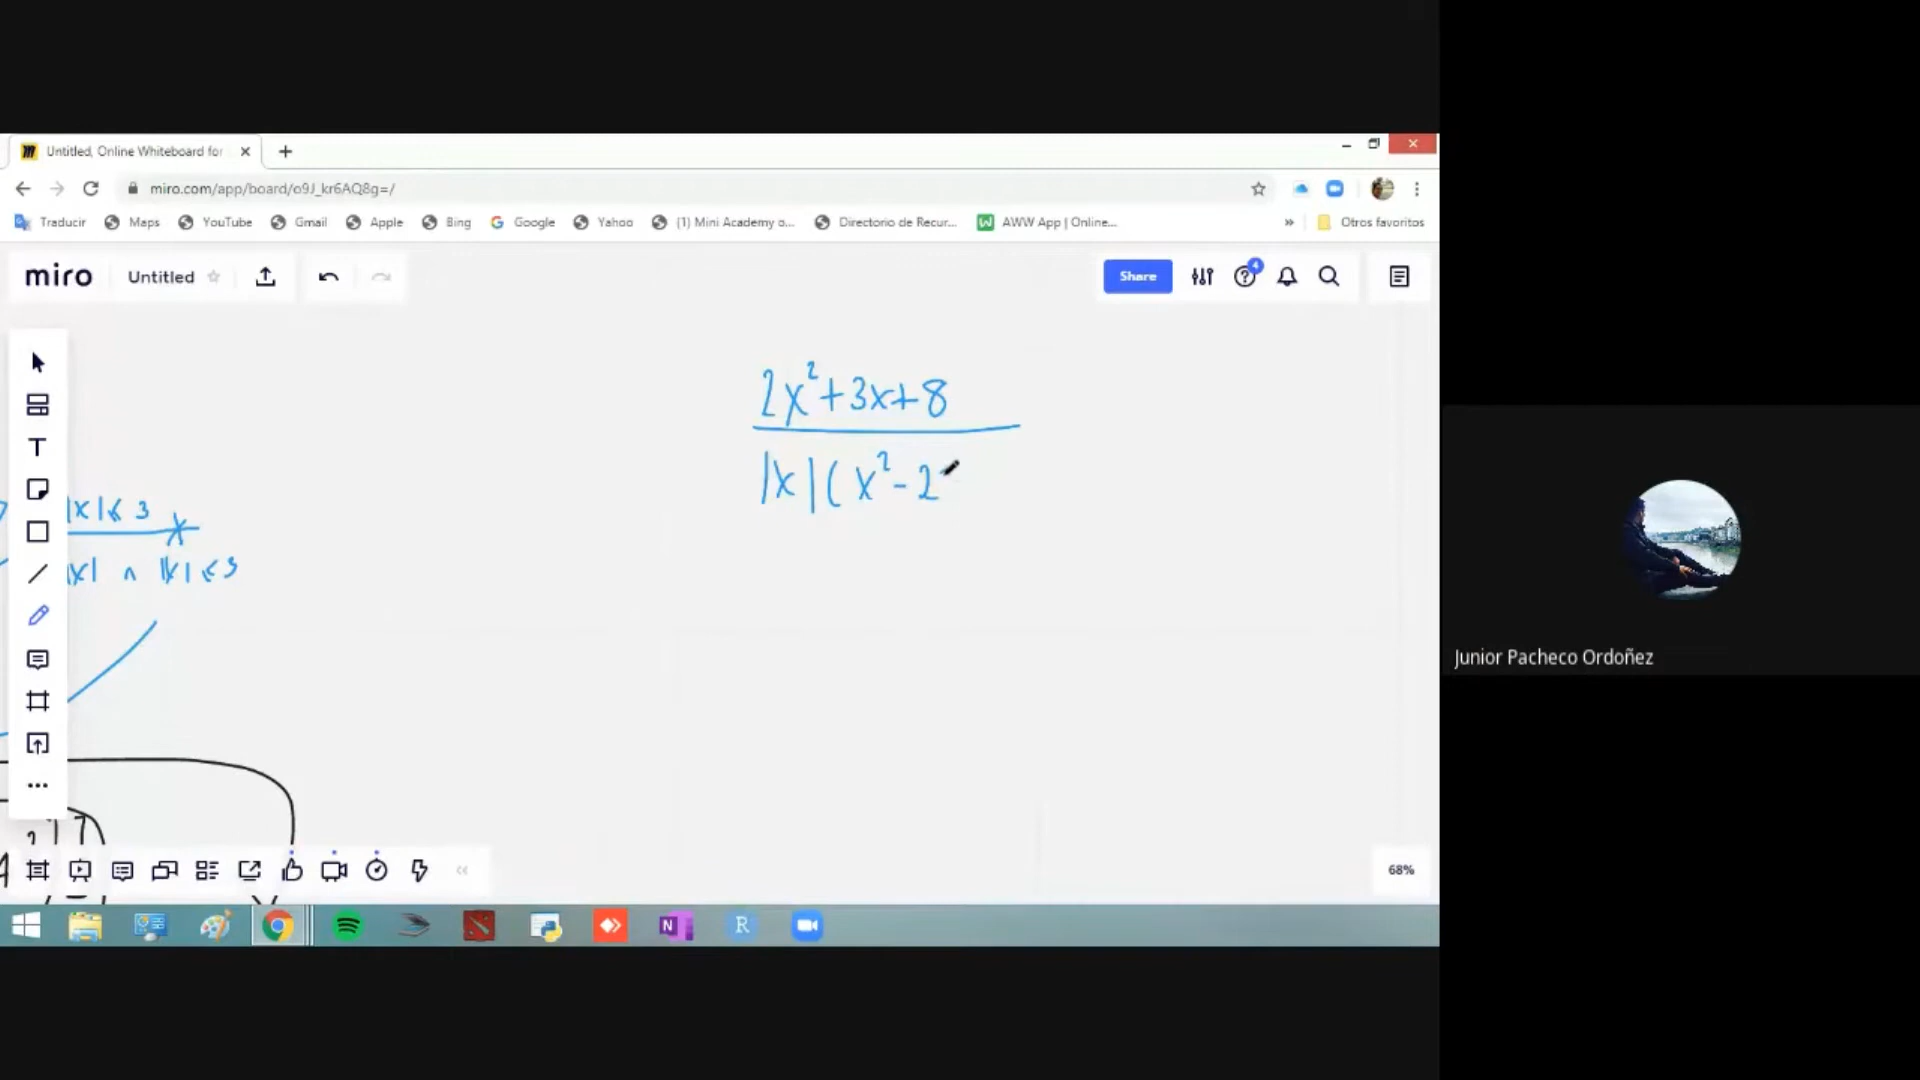 Untitled, Online Whiteboard for
miro.com/app/board/o9J_kr6AQ8g=/
Traducir Maps YouTube Gmail Apple Bing Google Yahoo (1) Mini Academy o... Directorio de Recur... AWW App | Online... » Otros favoritos
miro Untitled Share 4
2x²+3x+8
|x|(x²-2
|x|< 3
|x| ∧ |x| < 3
Junior Pacheco Ordoñez
68%